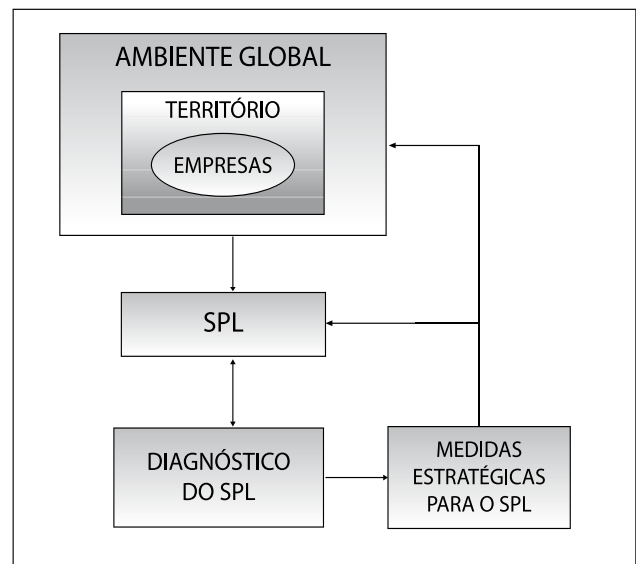 AMBIENTE GLOBAL
TERRITÓRIO
EMPRESAS
SPL
DIAGNÓSTICO
DO SPL
MEDIDAS
ESTRATÉGICAS
PARA O SPL